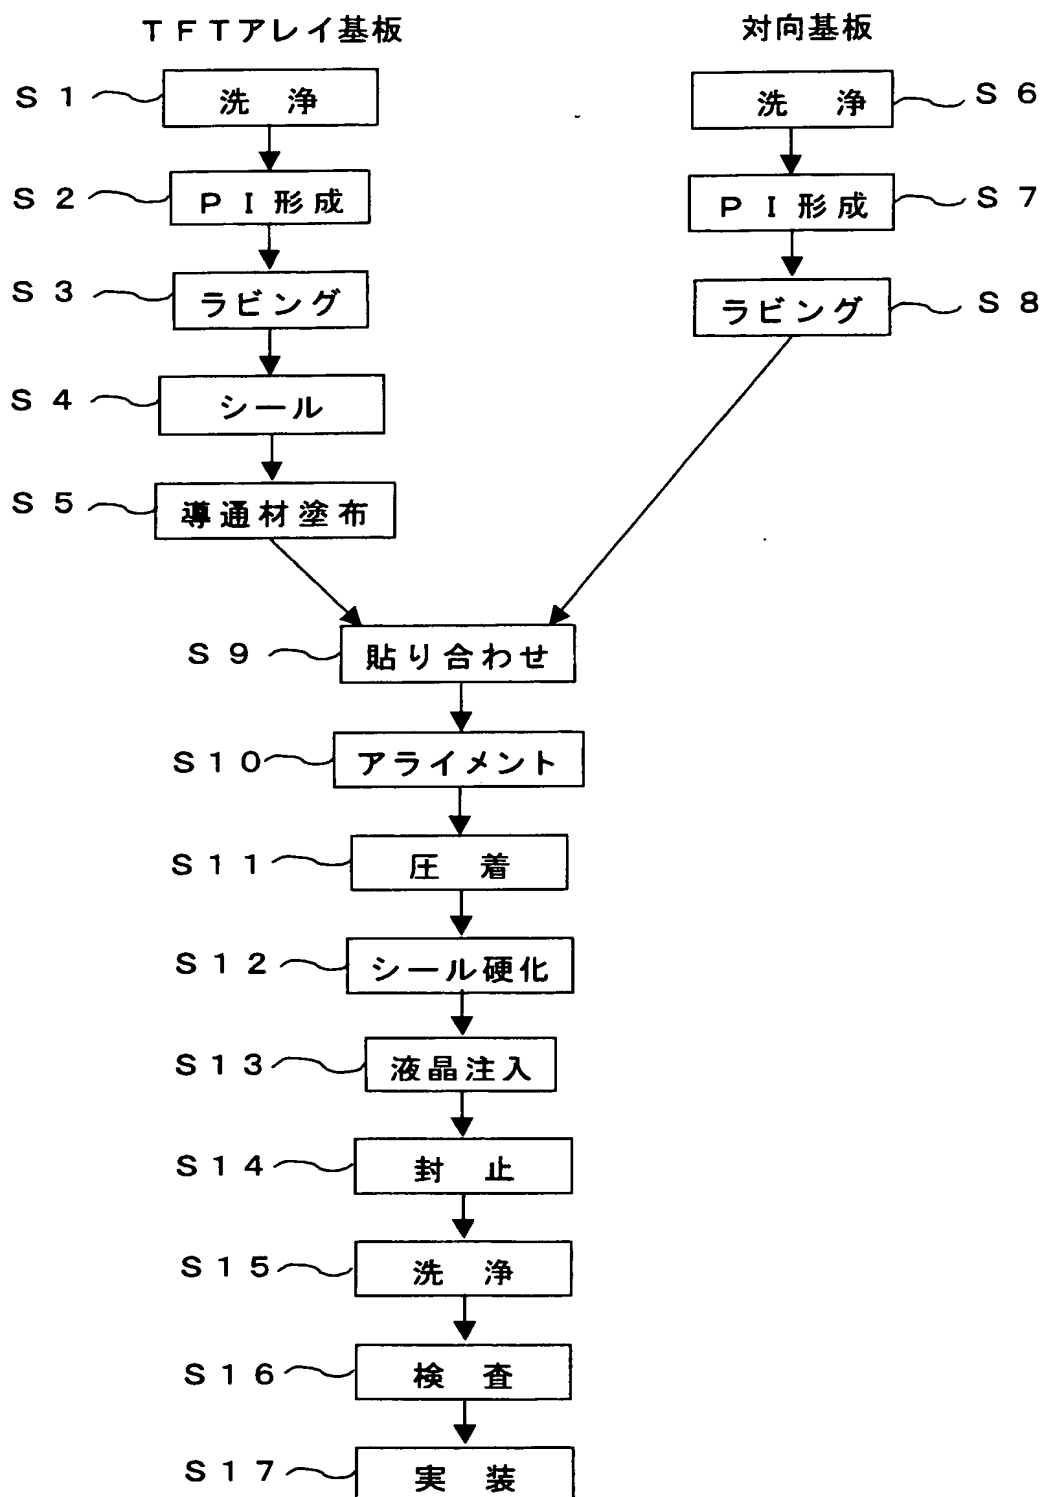 TFTアレイ基板
S1 洗浄
S2 PI形成
S3 ラビング
S4 シール
S5 導通材塗布
対向基板
洗浄 S6
PI形成 S7
ラビング S8
S9 貼り合わせ
S10 アライメント
S11 圧着
S12 シール硬化
S13 液晶注入
S14 封止
S15 洗浄
S16 検査
S17 実装